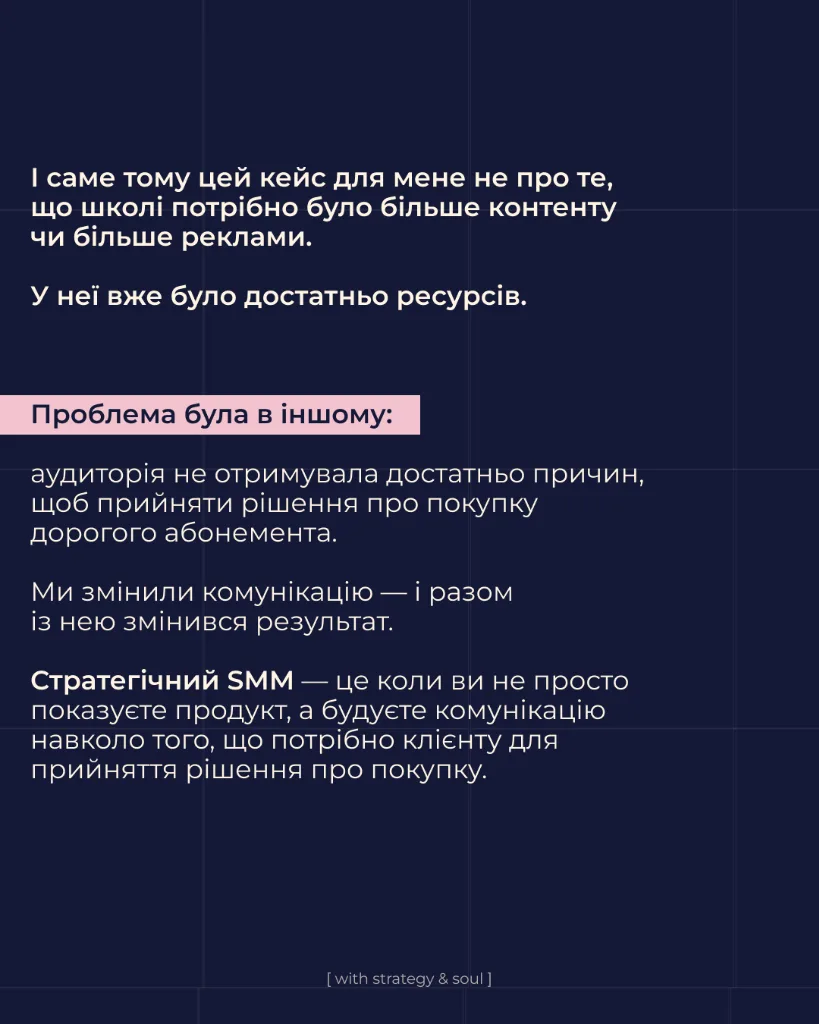 І саме тому цей кейс для мене не про те,
що школі потрібно було більше контенту
чи більше реклами.
У неї вже було достатньо ресурсів.
Проблема була в іншому:
аудиторія не отримувала достатньо причин,
щоб прийняти рішення про покупку
дорогого абонемента.
Ми змінили комунікацію — і разом
із нею змінився результат.
Стратегічний SMM — це коли ви не просто
показуєте продукт, а будуєте комунікацію
навколо того, що потрібно клієнту для
прийняття рішення про покупку.
[ with strategy & soul ]